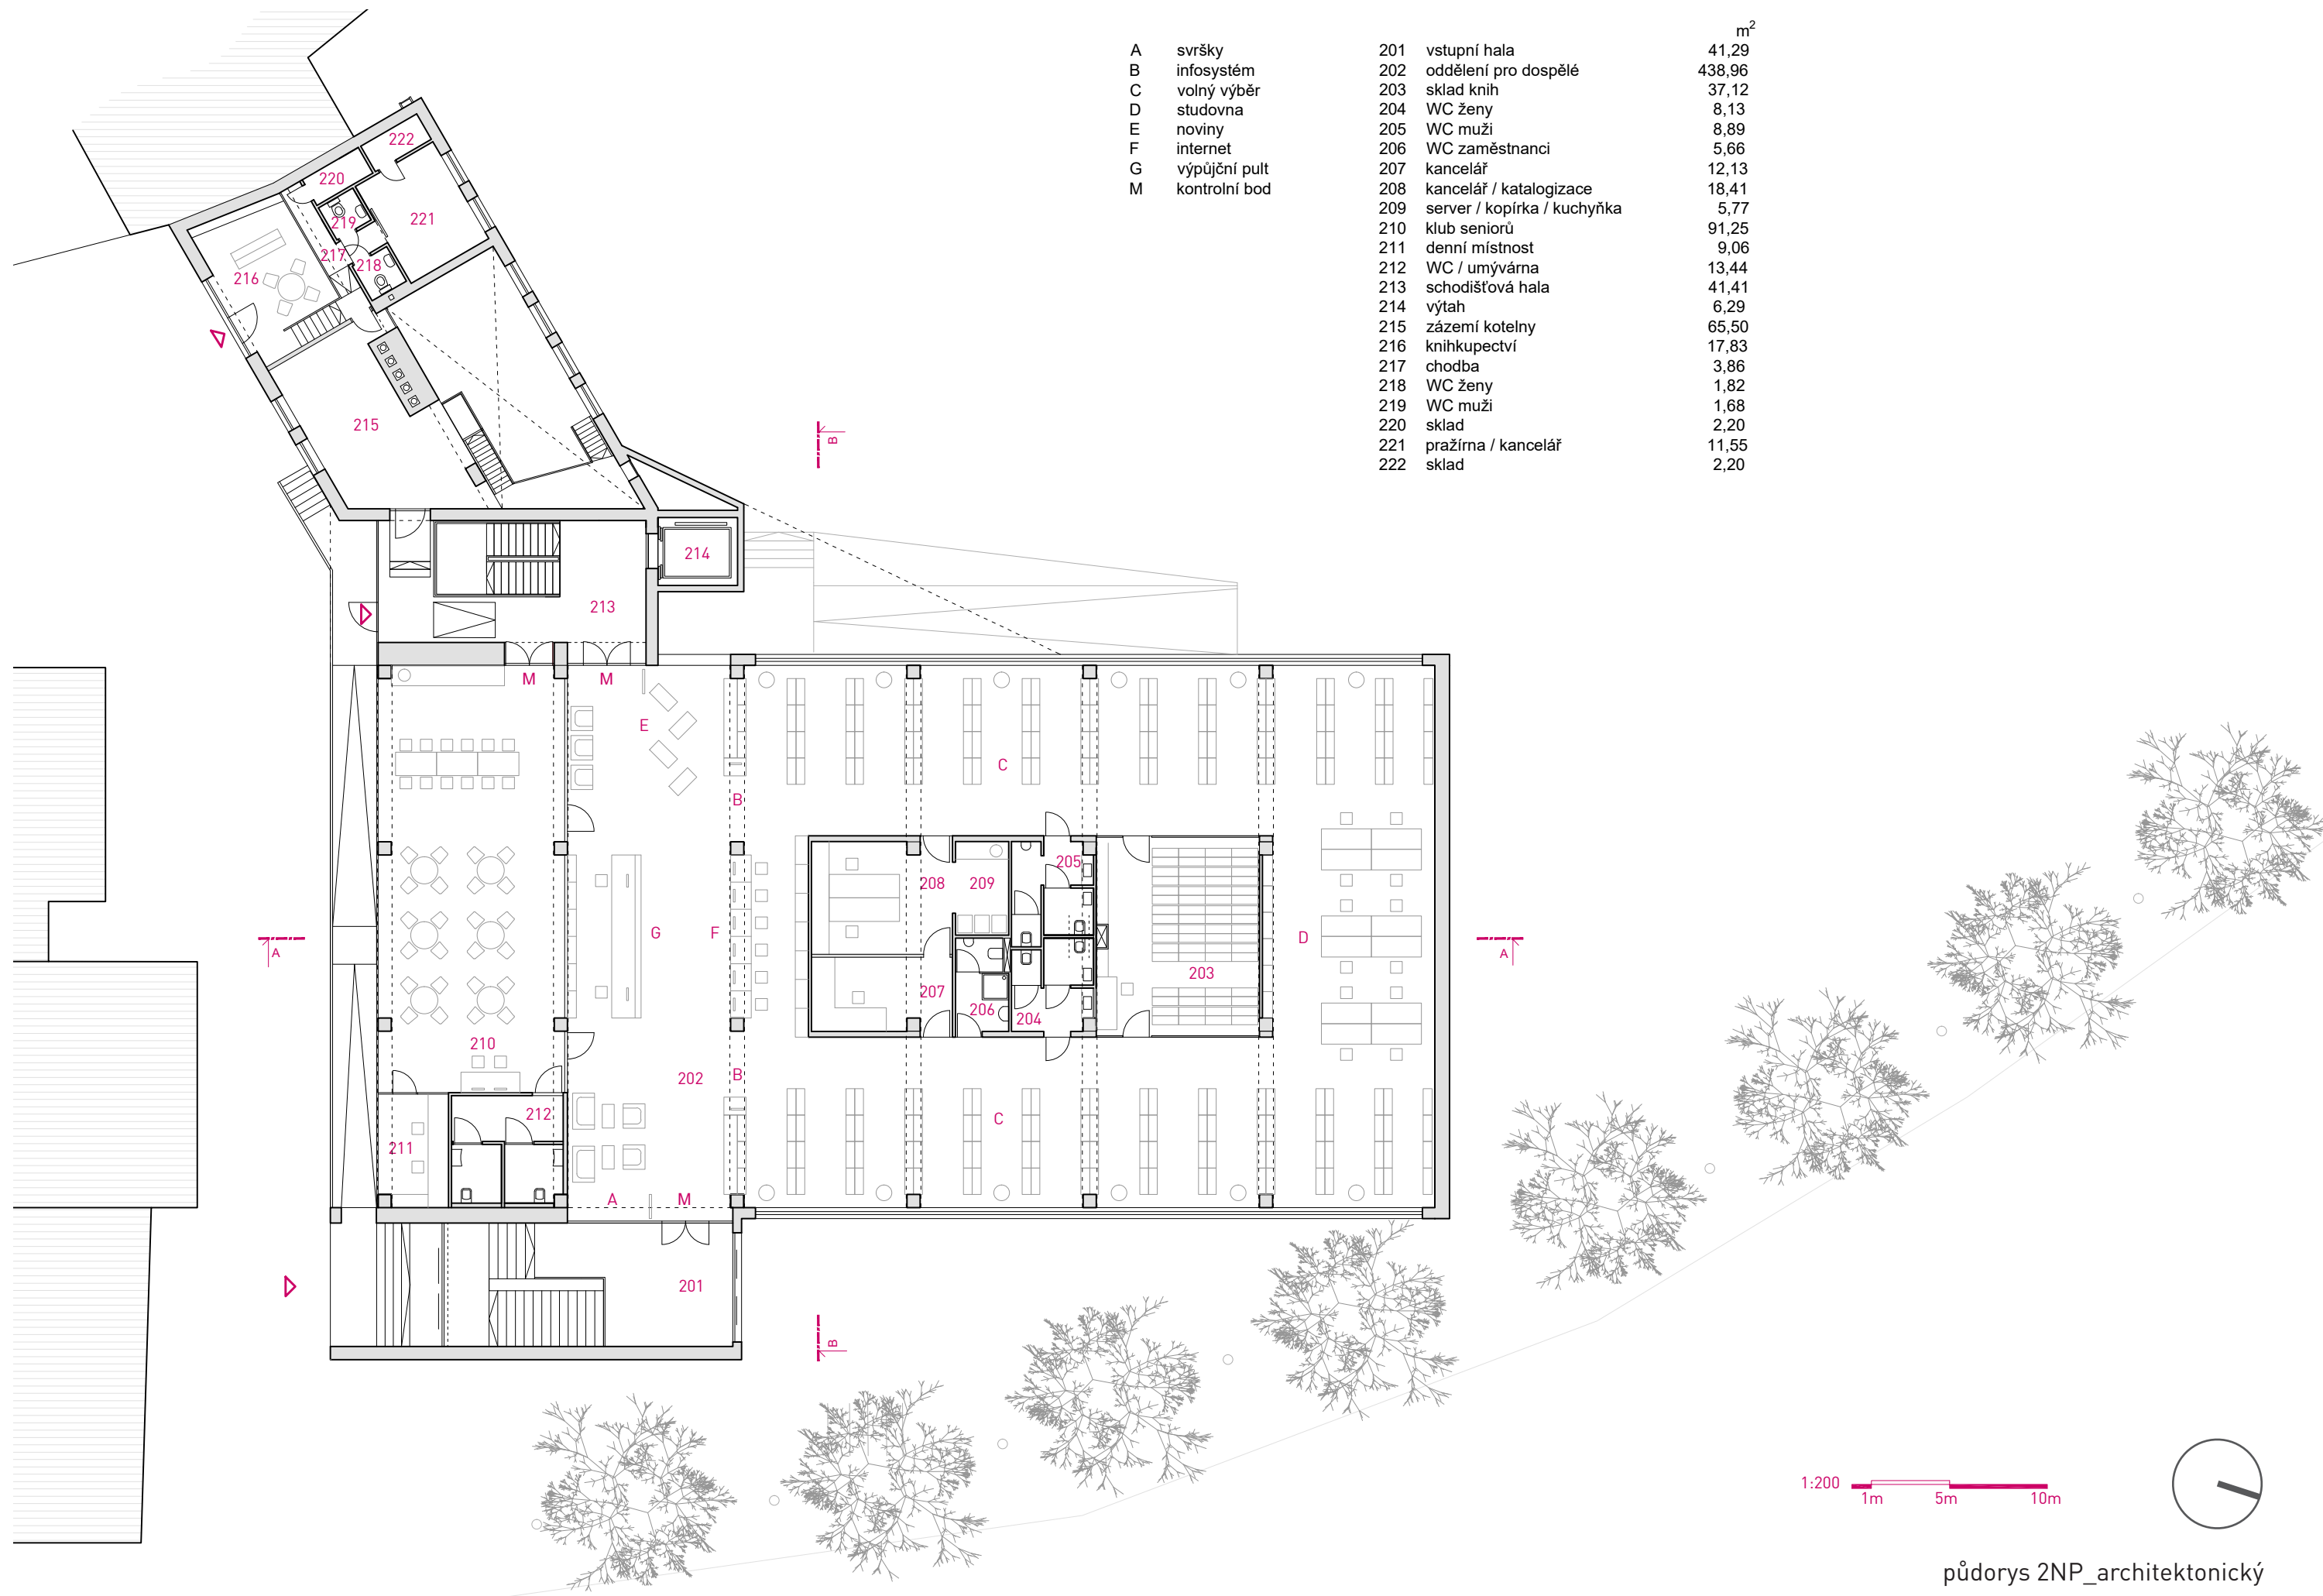 m²
A svršky 201 vstupní hala 41,29
B infosystém 202 oddělení pro dospělé 438,96
C volný výběr 203 sklad knih 37,12
D studovna 204 WC ženy 8,13
E noviny 205 WC muži 8,89
F internet 206 WC zaměstnanci 5,66
G výpůjční pult 207 kancelář 12,13
M kontrolní bod 208 kancelář / katalogizace 18,41
209 server / kopírka / kuchyňka 5,77
210 klub seniorů 91,25
211 denní místnost 9,06
212 WC / umývárna 13,44
213 schodišťová hala 41,41
214 výtah 6,29
215 zázemí kotelny 65,50
216 knihkupectví 17,83
217 chodba 3,86
218 WC ženy 1,82
219 WC muži 1,68
220 sklad 2,20
221 pražírna / kancelář 11,55
222 sklad 2,20
222
220
221
219
217
218
216
215
B
214
213
M M
E
C
B
205
208 209
G F
D
A
A
203
207
206
204
210
202
B
212
C
211
A M
201
B
1:200
1m 5m 10m
půdorys 2NP_architektonický